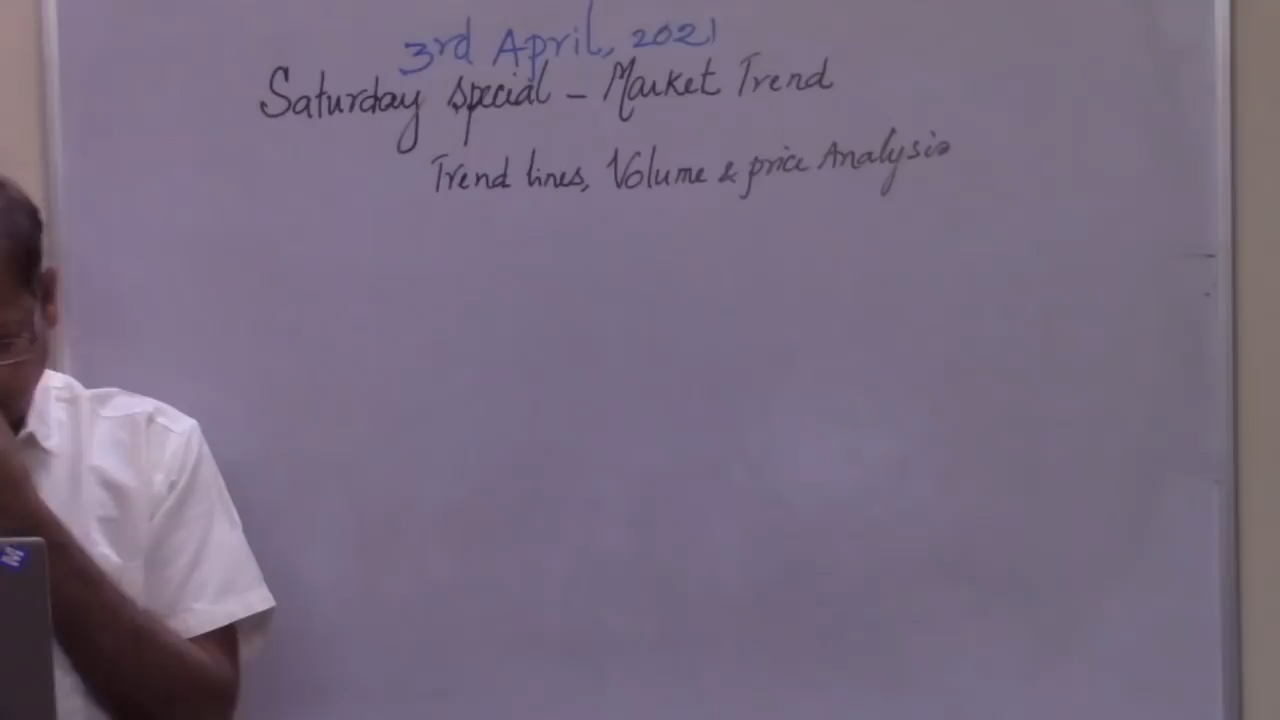 3rd April, 2021
Saturday special - Market Trend
Trend lines, Volume & price Analysis
M